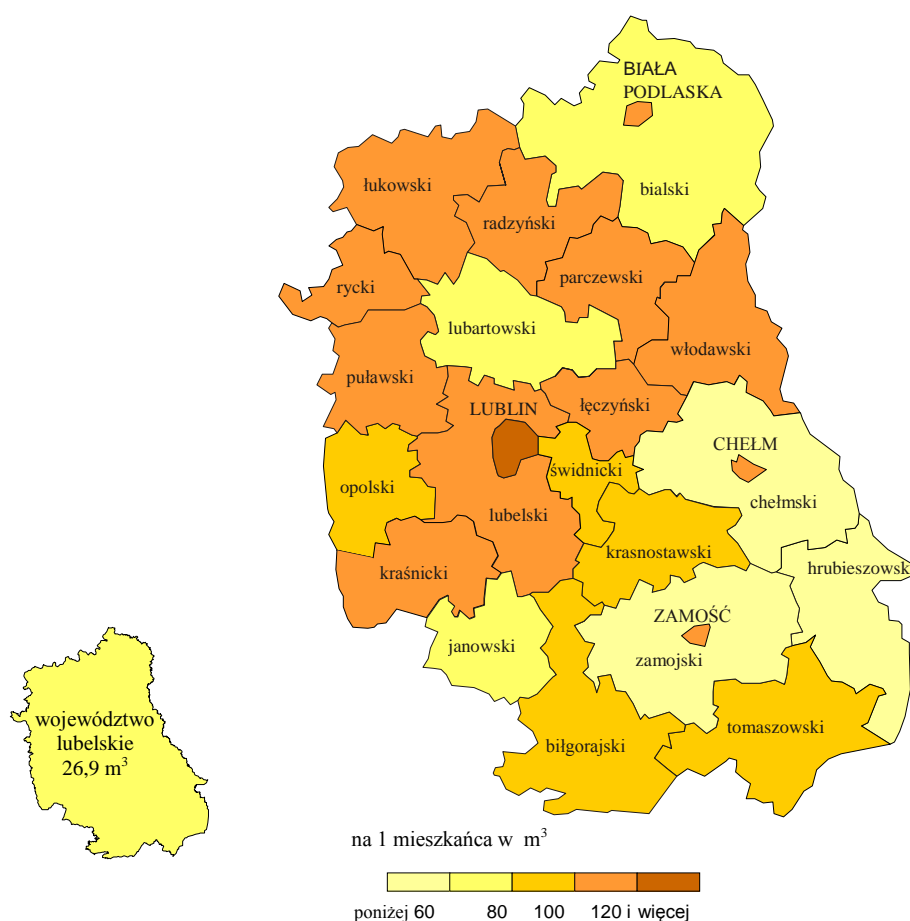 BIAŁA
PODLASKA
łukowski
bialski
radzyński
parczewski
rycki
lubartowski
włodawski
puławski
łęczyński
LUBLIN
CHEŁM
świdnicki
opolski
chełmski
lubelski
krasnostawski
hrubieszowsk
kraśnicki
ZAMOŚĆ
janowski
zamojski
województwo
lubelskie
26,9 m³
tomaszowski
biłgorajski
na 1 mieszkańca w m³
poniżej 60 80 100 120 i więcej